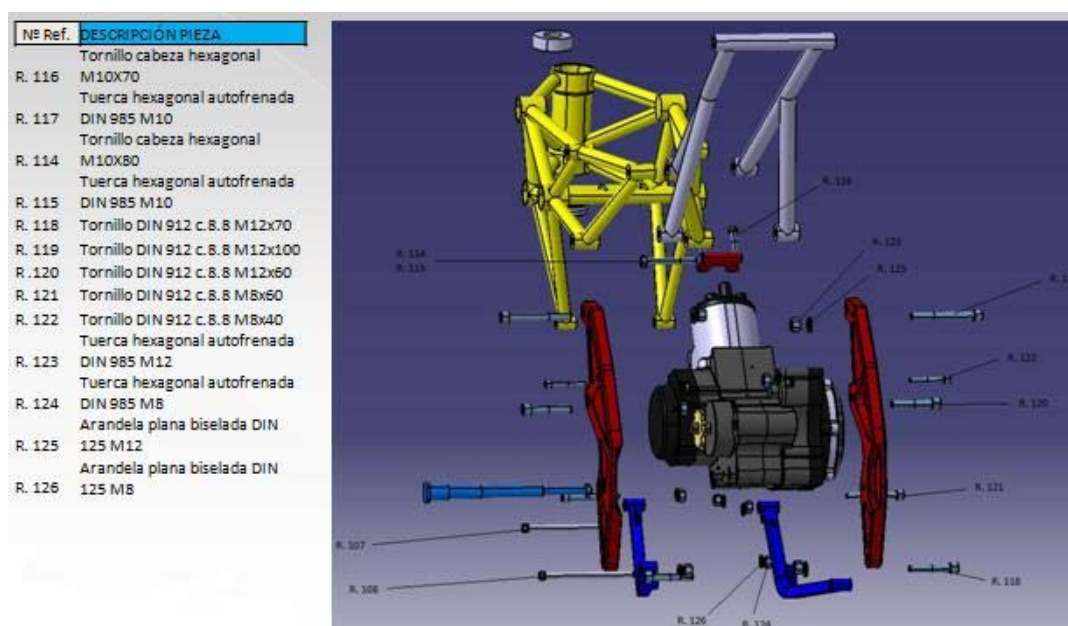 Nº Ref. DESCRIPCIÓN PIEZA
Tornillo cabeza hexagonal
R. 116 M10X70
Tuerca hexagonal autofrenada
R. 117 DIN 985 M10
Tornillo cabeza hexagonal
R. 114 M10X80
Tuerca hexagonal autofrenada
R. 115 DIN 985 M10
R. 118 Tornillo DIN 912 c.8.8 M12x70
R. 119 Tornillo DIN 912 c.8.8 M12x100
R.120 Tornillo DIN 912 c.8.8 M12x60
R. 121 Tornillo DIN 912 c.8.8 M8x60
R. 122 Tornillo DIN 912 c.8.8 M8x40
Tuerca hexagonal autofrenada
R. 123 DIN 985 M12
Tuerca hexagonal autofrenada
R. 124 DIN 985 M8
Arandela plana biselada DIN
R. 125 125 M12
Arandela plana biselada DIN
R. 126 125 M8
R. 116
R. 123
R. 114
R. 115
R. 125
R. 122
R. 120
R. 121
R. 107
R. 108
R. 118
R. 126
R. 124